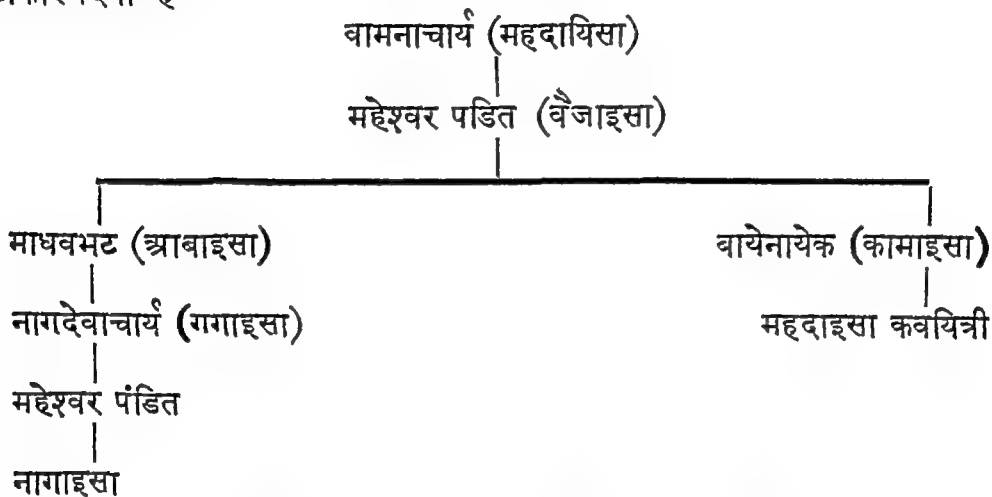 वामनाचार्य (महदायिसा)
महेश्वर पडित (वैजाइसा)
माधवभट (आबाइसा) वायेनायेक (कामाइसा)
नागदेवाचार्य (गगाइसा) महदाइसा कवयित्री
महेश्वर पंडित
नागाइसा